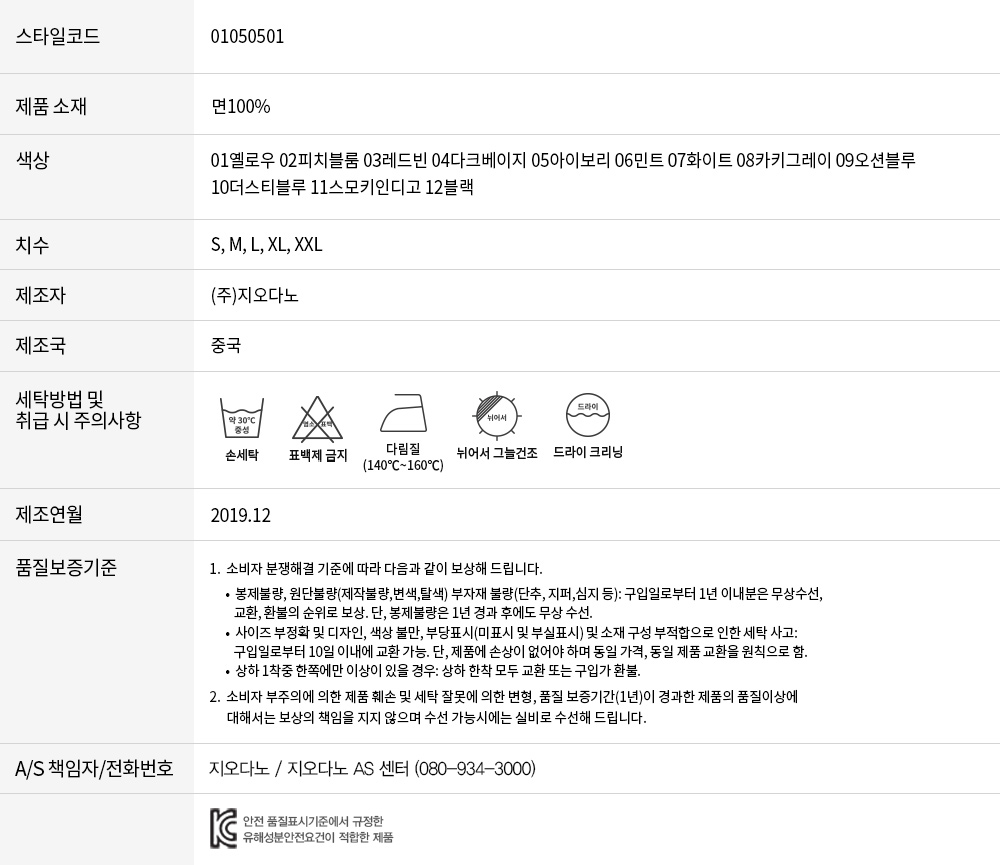 스타일코드
01050501
제품 소재
면100%
색상
01옐로우 02피치블룸 03레드빈 04다크베이지 05아이보리 06민트 07화이트 08카키그레이 09오션블루
10더스티블루 11스모키인디고 12블랙
치수
S, M, L, XL, XXL
제조자
(주)지오다노
제조국
중국
세탁방법 및
취급 시 주의사항
약 30℃
중성
손세탁
염소 표백
표백제 금지
다림질
(140℃~160℃)
뉘어서
뉘어서 그늘건조
드라이
드라이 크리닝
제조연월
2019.12
품질보증기준
1. 소비자 분쟁해결 기준에 따라 다음과 같이 보상해 드립니다.
• 봉제불량, 원단불량(제작불량,변색,탈색) 부자재 불량(단추, 지퍼,심지 등): 구입일로부터 1년 이내분은 무상수선,
교환, 환불의 순위로 보상. 단, 봉제불량은 1년 경과 후에도 무상 수선.
• 사이즈 부정확 및 디자인, 색상 불만, 부당표시(미표시 및 부실표시) 및 소재 구성 부적합으로 인한 세탁 사고:
구입일로부터 10일 이내에 교환 가능. 단, 제품에 손상이 없어야 하며 동일 가격, 동일 제품 교환을 원칙으로 함.
• 상하 1착중 한쪽에만 이상이 있을 경우: 상하 한착 모두 교환 또는 구입가 환불.
2. 소비자 부주의에 의한 제품 훼손 및 세탁 잘못에 의한 변형, 품질 보증기간(1년)이 경과한 제품의 품질이상에
대해서는 보상의 책임을 지지 않으며 수선 가능시에는 실비로 수선해 드립니다.
A/S 책임자/전화번호
지오다노 / 지오다노 AS 센터 (080-934-3000)
KC
안전 품질표시기준에서 규정한
유해성분안전요건이 적합한 제품